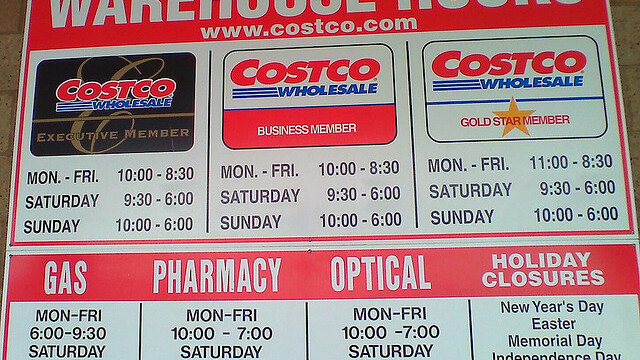 WAREHOUSE HOURS
www.costco.com
COSTCO
WHOLESALE
EXECUTIVE MEMBER
MON. - FRI. 10:00 - 8:30
SATURDAY 9:30 - 6:00
SUNDAY 10:00 - 6:00
COSTCO
WHOLESALE
BUSINESS MEMBER
MON. - FRI. 10:00 - 8:30
SATURDAY 9:30 - 6:00
SUNDAY 10:00 - 6:00
COSTCO
WHOLESALE
GOLD STAR MEMBER
MON. - FRI. 11:00 - 8:30
SATURDAY 9:30 - 6:00
SUNDAY 10:00 - 6:00
GAS
MON-FRI
6:00-9:30
SATURDAY
PHARMACY
MON-FRI
10:00 - 7:00
SATURDAY
OPTICAL
MON-FRI
10:00 -7:00
SATURDAY
HOLIDAY
CLOSURES
New Year's Day
Easter
Memorial Day
Independence Day